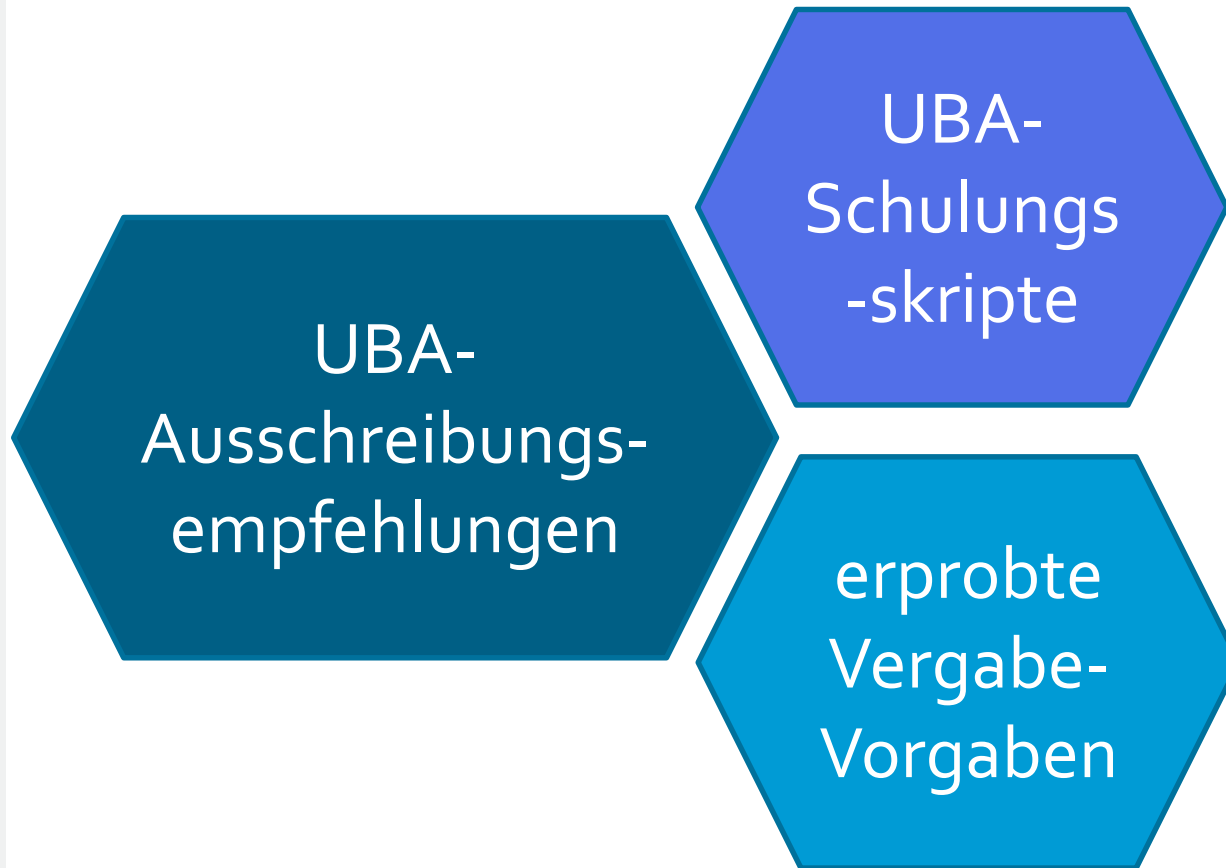 UBA-
Ausschreibungs-
empfehlungen
UBA-
Schulungs
-skripte
erprobte
Vergabe-
Vorgaben